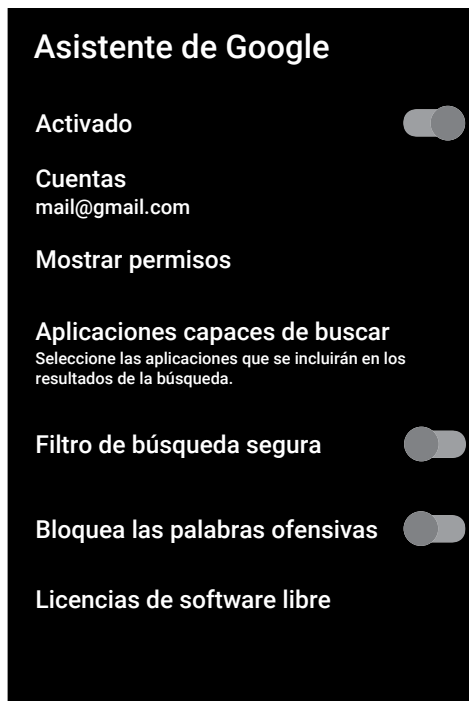 Asistente de Google
Activado
Cuentas
mail@gmail.com
Mostrar permisos
Aplicaciones capaces de buscar
Seleccione las aplicaciones que se incluirán en los
resultados de la búsqueda.
Filtro de búsqueda segura
Bloquea las palabras ofensivas
Licencias de software libre